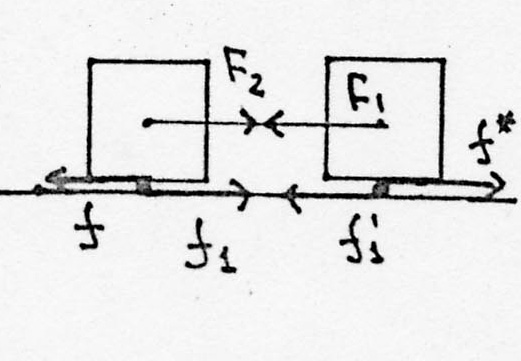 F₂ F₁
f*
f f₁ f₁'